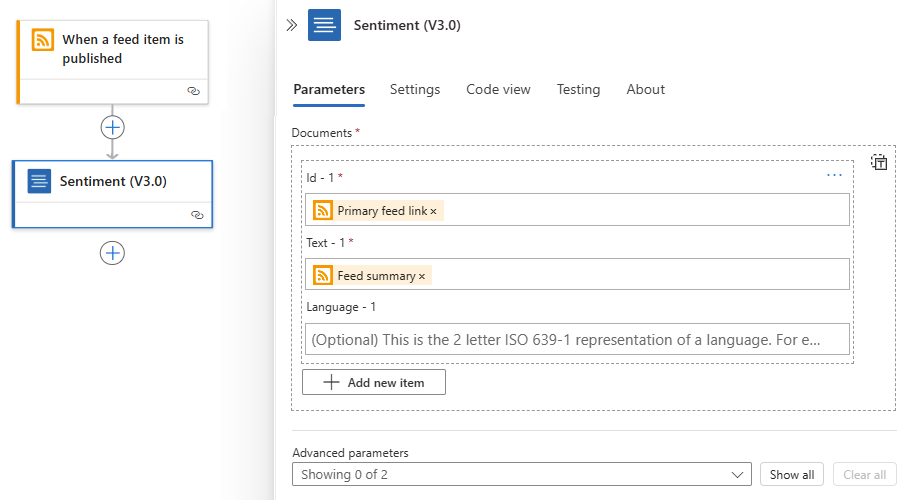 When a feed item is
published
Sentiment (V3.0)
Sentiment (V3.0)
Parameters
Settings
Code view
Testing
About
Documents *
Id - 1 *
Primary feed link ×
Text - 1 *
Feed summary ×
Language - 1
(Optional) This is the 2 letter ISO 639-1 representation of a language. For e...
Add new item
Advanced parameters
Showing 0 of 2
Show all
Clear all